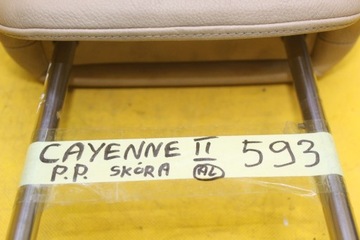 CAYENNE II 593
P.P. SKÓRA AL